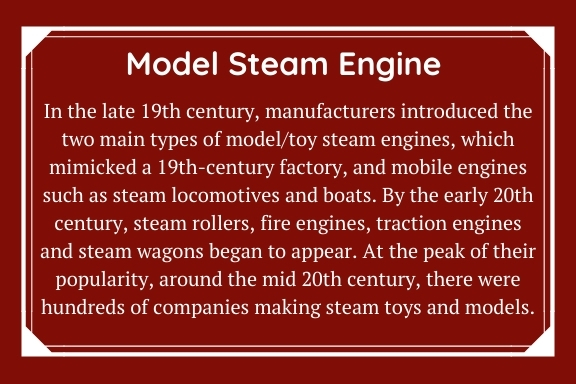 Model Steam Engine
In the late 19th century, manufacturers introduced the
two main types of model/toy steam engines, which
mimicked a 19th-century factory, and mobile engines
such as steam locomotives and boats. By the early 20th
century, steam rollers, fire engines, traction engines
and steam wagons began to appear. At the peak of their
popularity, around the mid 20th century, there were
hundreds of companies making steam toys and models.